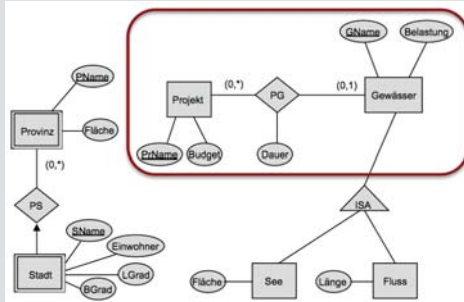 GName
Belastung
PName
Projekt
(0,*)
PG
(0,1)
Gewässer
Provinz
Fläche
PrName
Budget
Dauer
(0,*)
PS
ISA
SName
Einwohner
Stadt
LGrad
BGrad
Fläche
See
Länge
Fluss